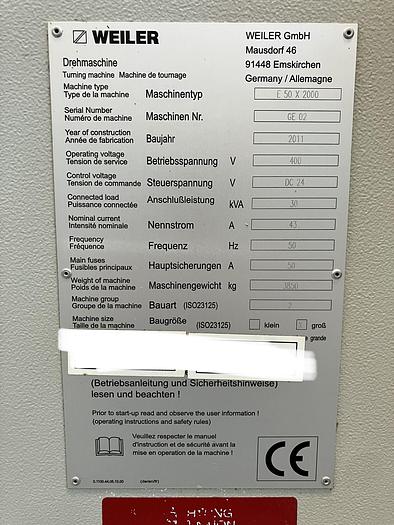 WEILER
WEILER GmbH
Mausdorf 46
91448 Emskirchen
Germany / Allemagne
Drehmaschine
Turning machine Machine de tournage
Machine type
Type de la machine Maschinentyp E 50 X 2000
Serial Number
Numéro de machine Maschinen Nr. GE 02
Year of construction
Année de fabrication Baujahr 2011
Operating voltage
Tension de service Betriebsspannung V 400
Control voltage
Tension de commande Steuerspannung V DC 24
Connected load
Puissance connectée Anschlußleistung kVA 30
Nominal current
Intensité nominale Nennstrom A 43
Frequency
Fréquence Frequenz Hz 50
Main fuses
Fusibles principaux Hauptsicherungen A 50
Weight of machine
Poids de la machine Maschinengewicht kg 3850
Machine group
Groupe de la machine Bauart (ISO23125) 2
Machine size
Taille de la machine Baugröße (ISO23125) klein X groß
grande
(Betriebsanleitung und Sicherheitshinweise)
lesen und beachten !
Prior to start-up read and observe the user information !
(operating instructions and safety rules)
Veuillez respecter le manuel
d'instruction et de sécurité avant la
mise en opération de la machine !
CE